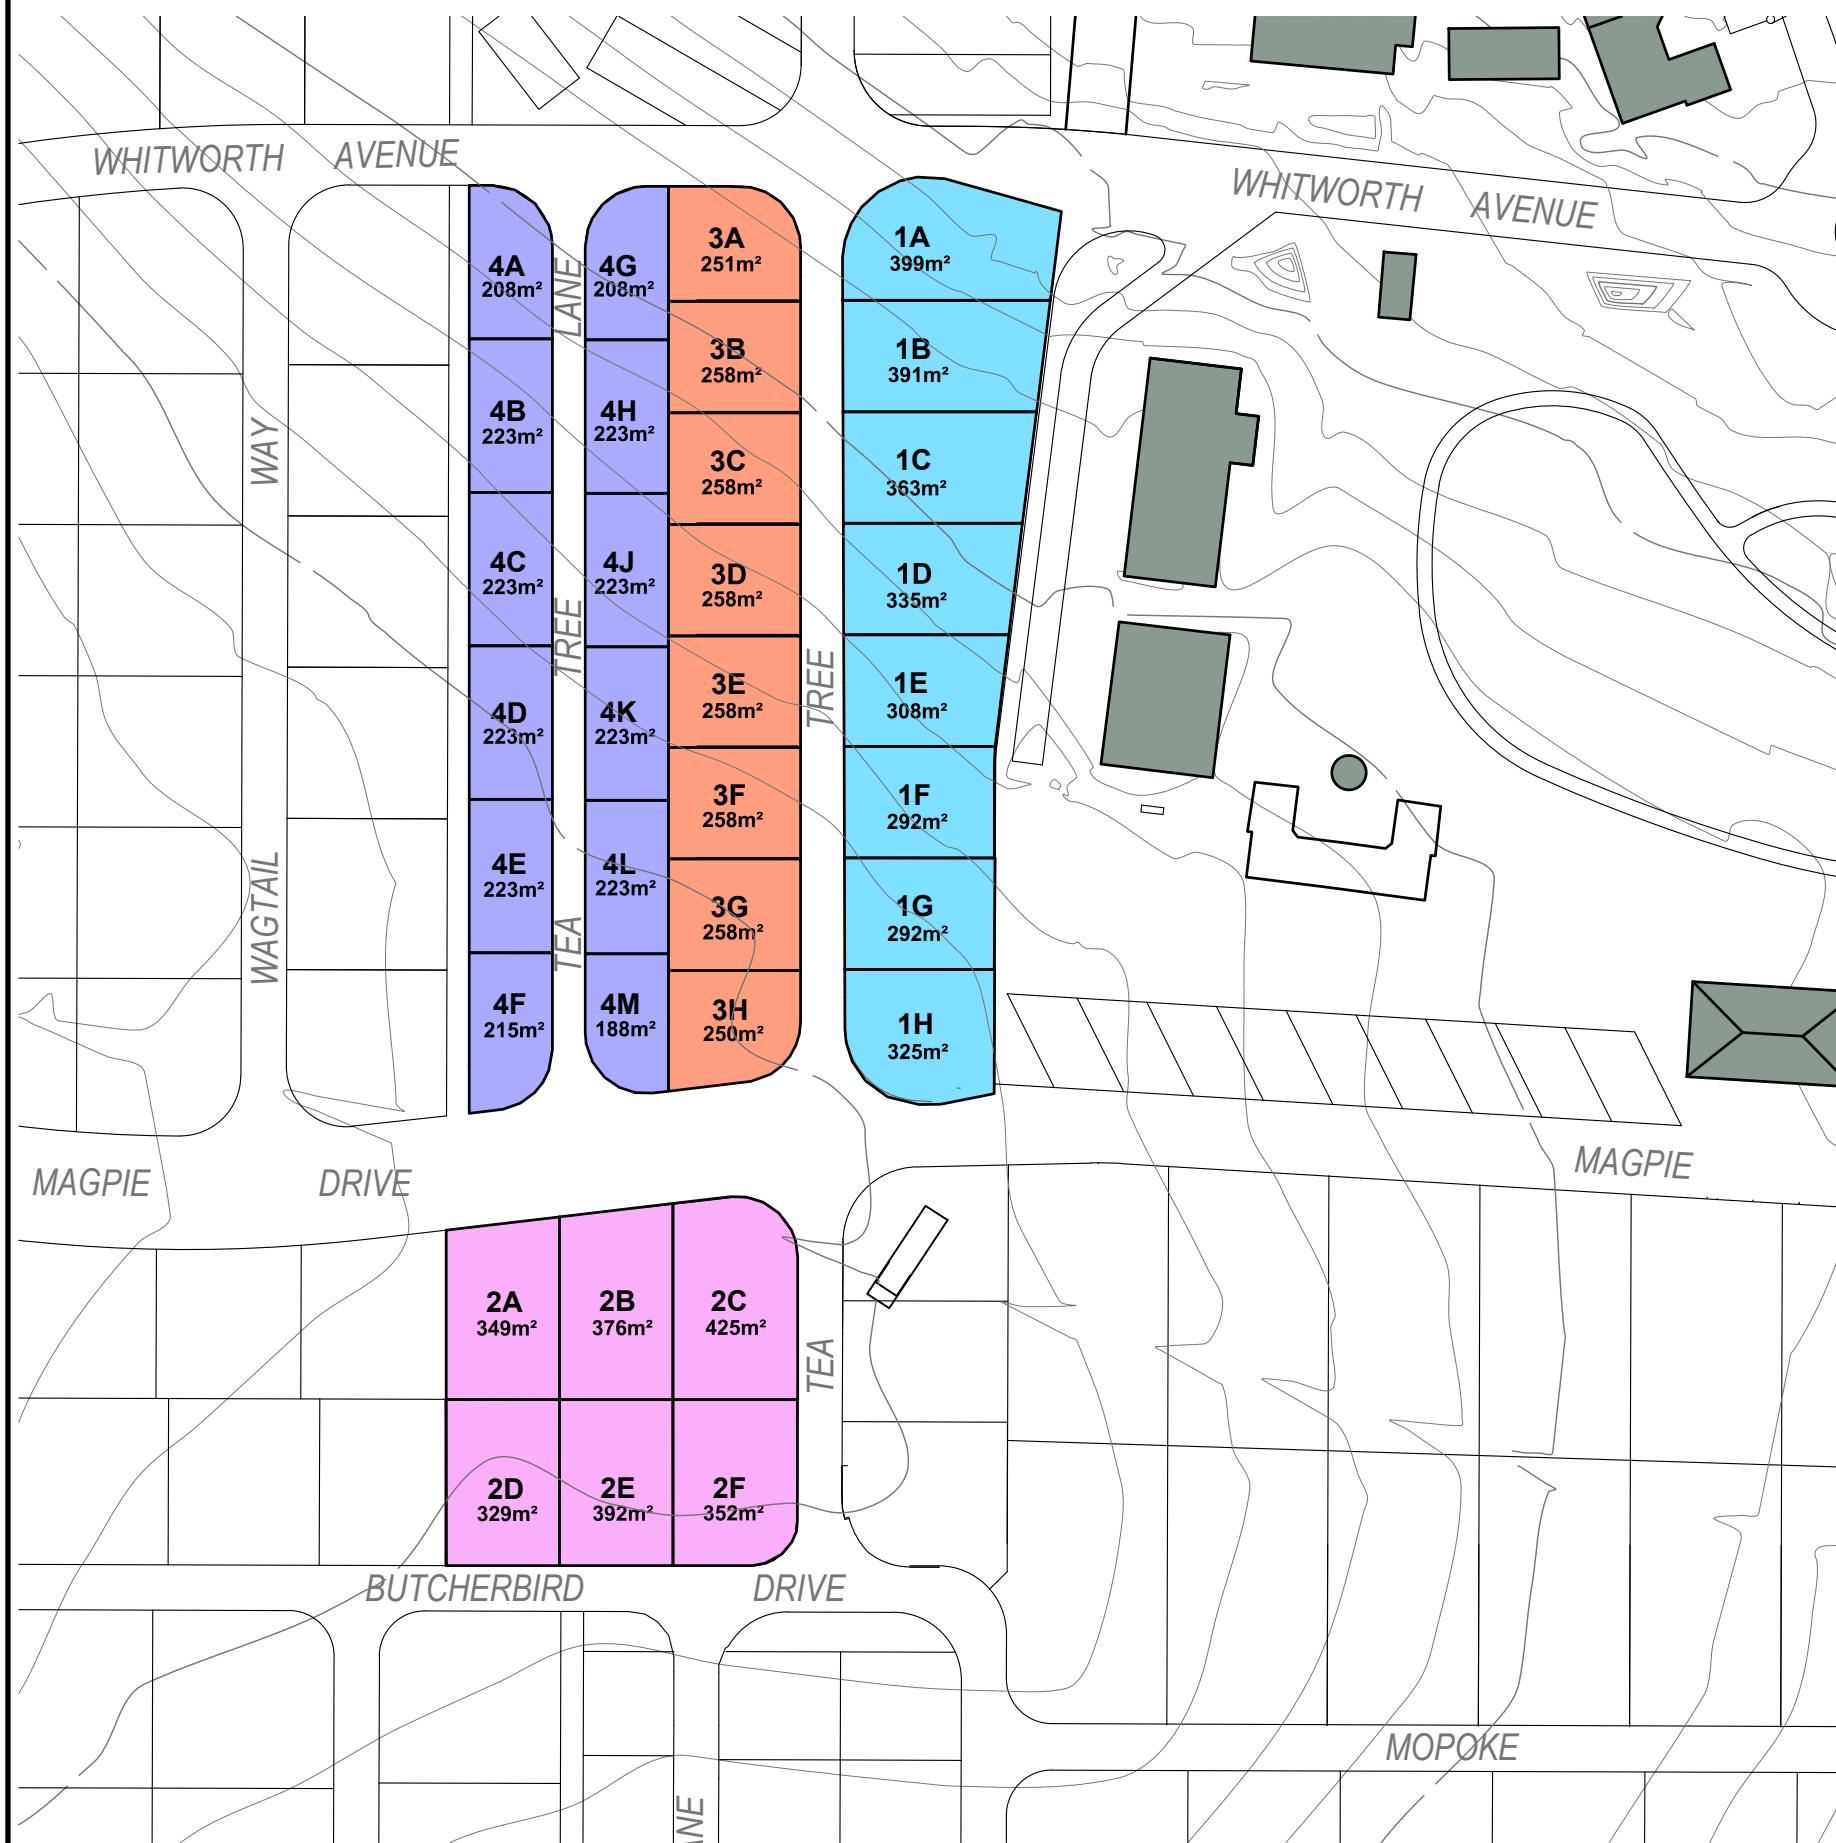 WHITWORTH AVENUE
WHITWORTH AVENUE
4A
208m²
4B
223m²
4C
223m²
4D
223m²
4E
223m²
4F
215m²
TEA TREE LANE
4G
208m²
4H
223m²
4J
223m²
4K
223m²
4L
223m²
4M
188m²
3A
251m²
3B
258m²
3C
258m²
3D
258m²
3E
258m²
3F
258m²
3G
258m²
3H
250m²
1A
399m²
1B
391m²
1C
363m²
1D
335m²
1E
308m²
1F
292m²
1G
292m²
1H
325m²
WAGTAIL WAY
TEA TREE
MAGPIE DRIVE
MAGPIE
2A
349m²
2B
376m²
2C
425m²
2D
329m²
2E
392m²
2F
352m²
BUTCHERBIRD DRIVE
MOPOKE